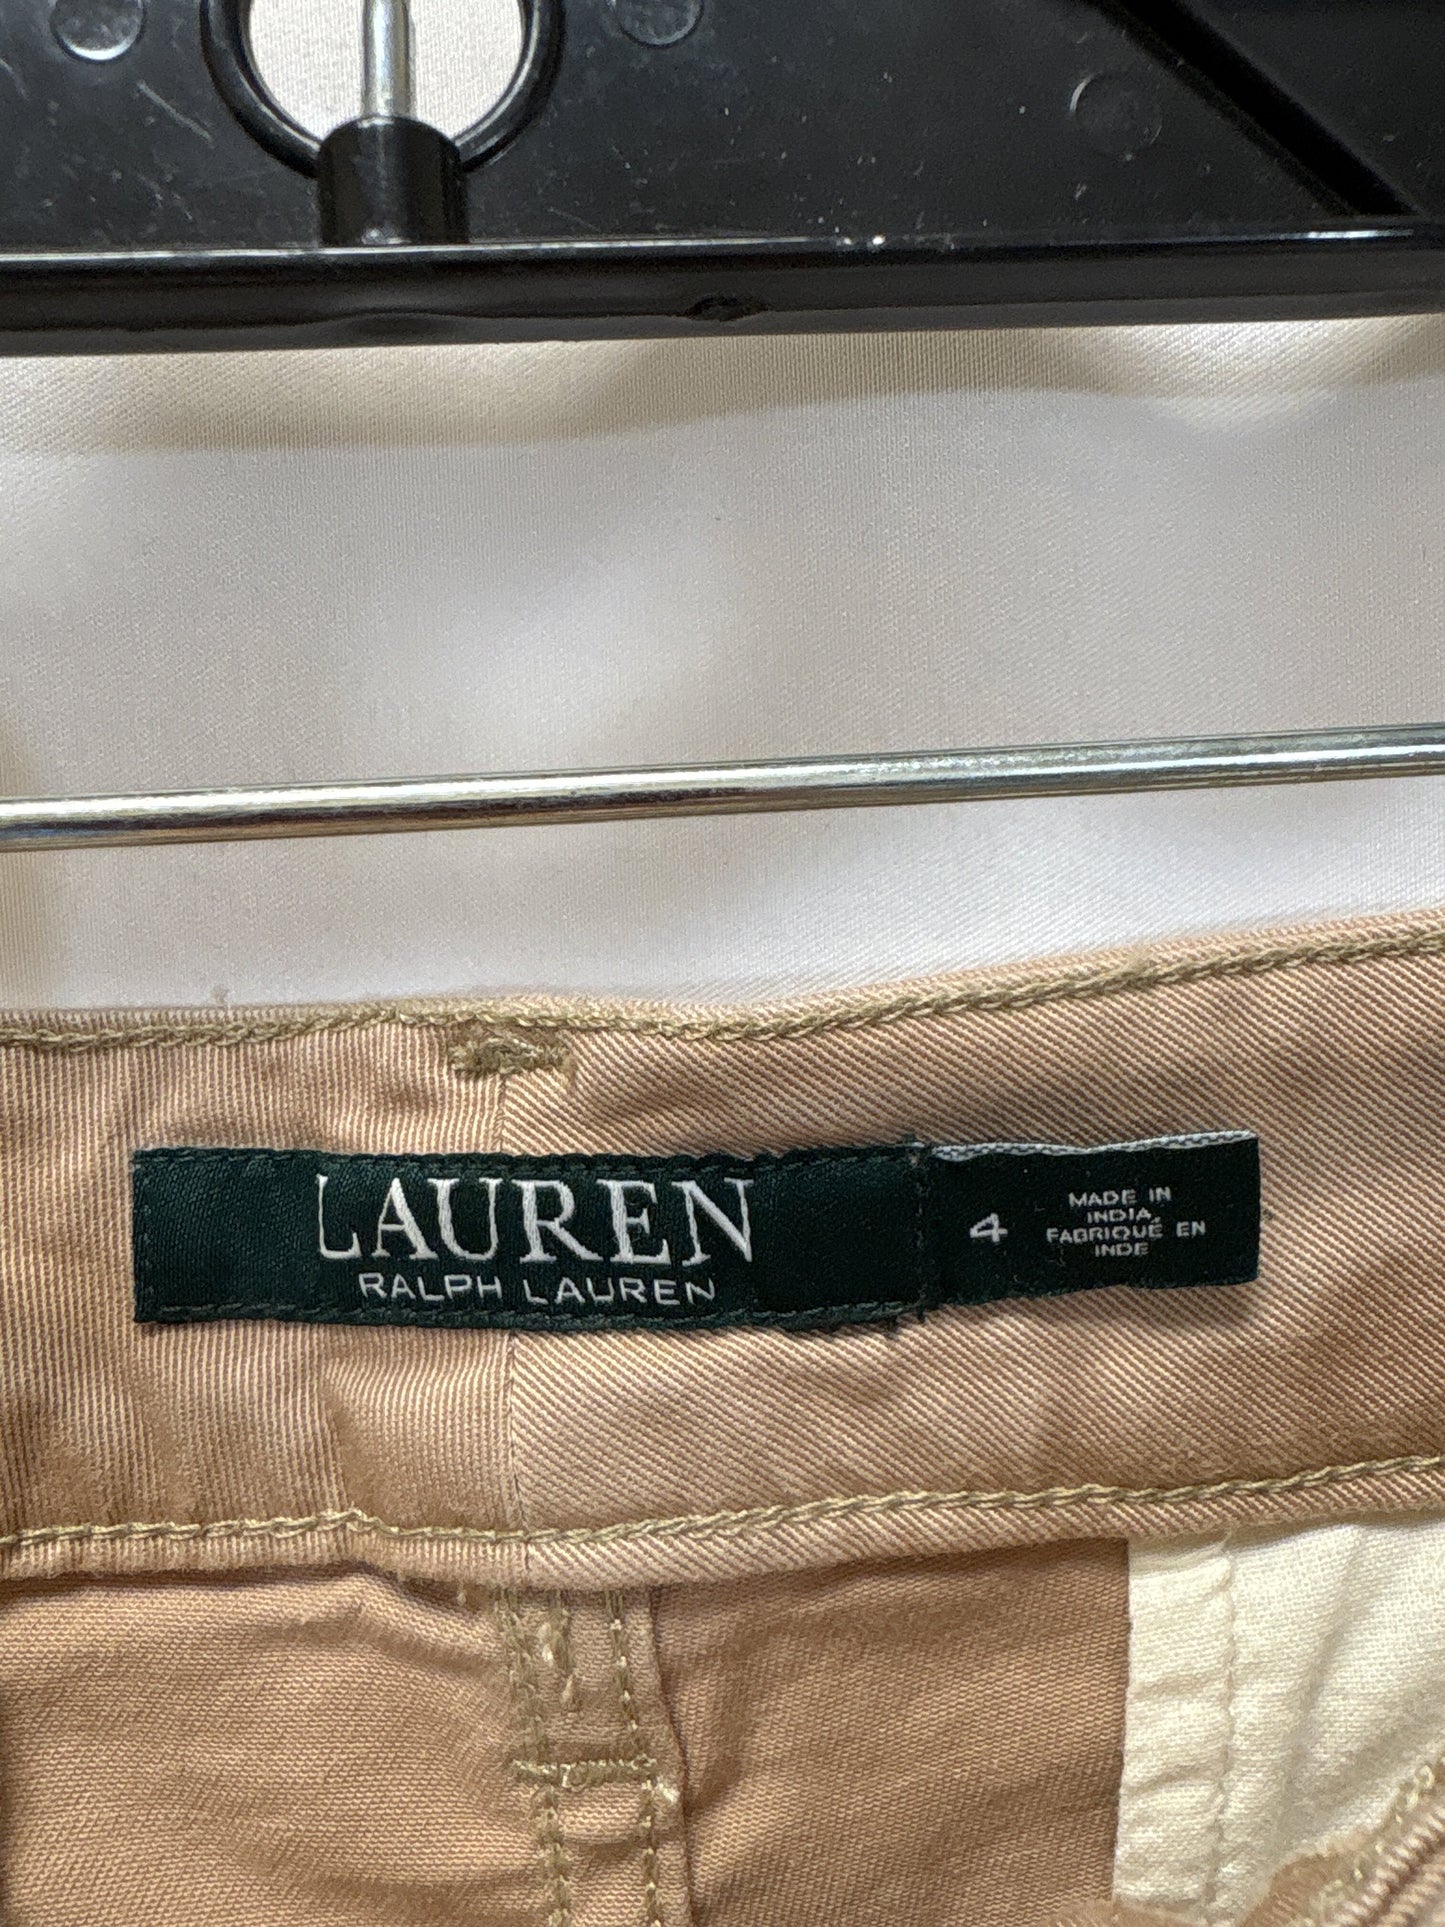 LAUREN
RALPH LAUREN
4
MADE IN
INDIA
FABRIQUÉ EN
INDE